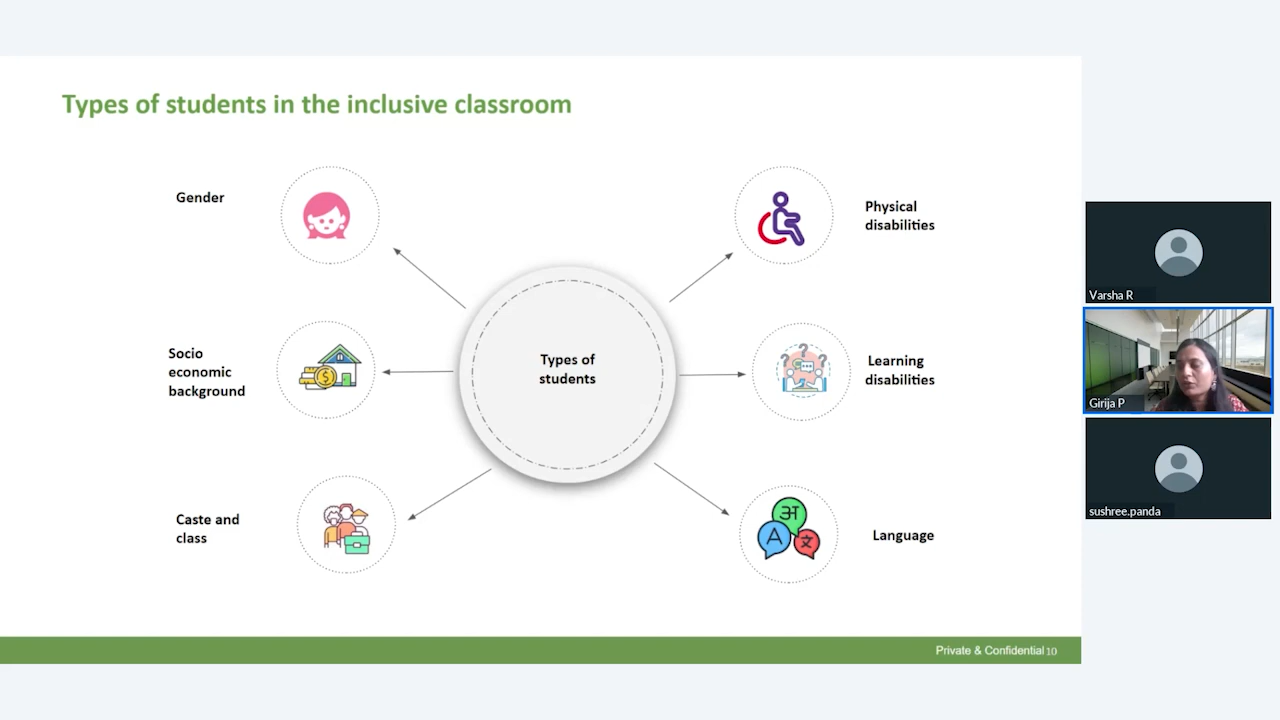 Types of students in the inclusive classroom
Gender
Physical
disabilities
Socio
economic
background
Types of
students
Learning
disabilities
Caste and
class
Language
अ
A
文
Private & Confidential 10
Varsha R
Girija P
sushree.panda